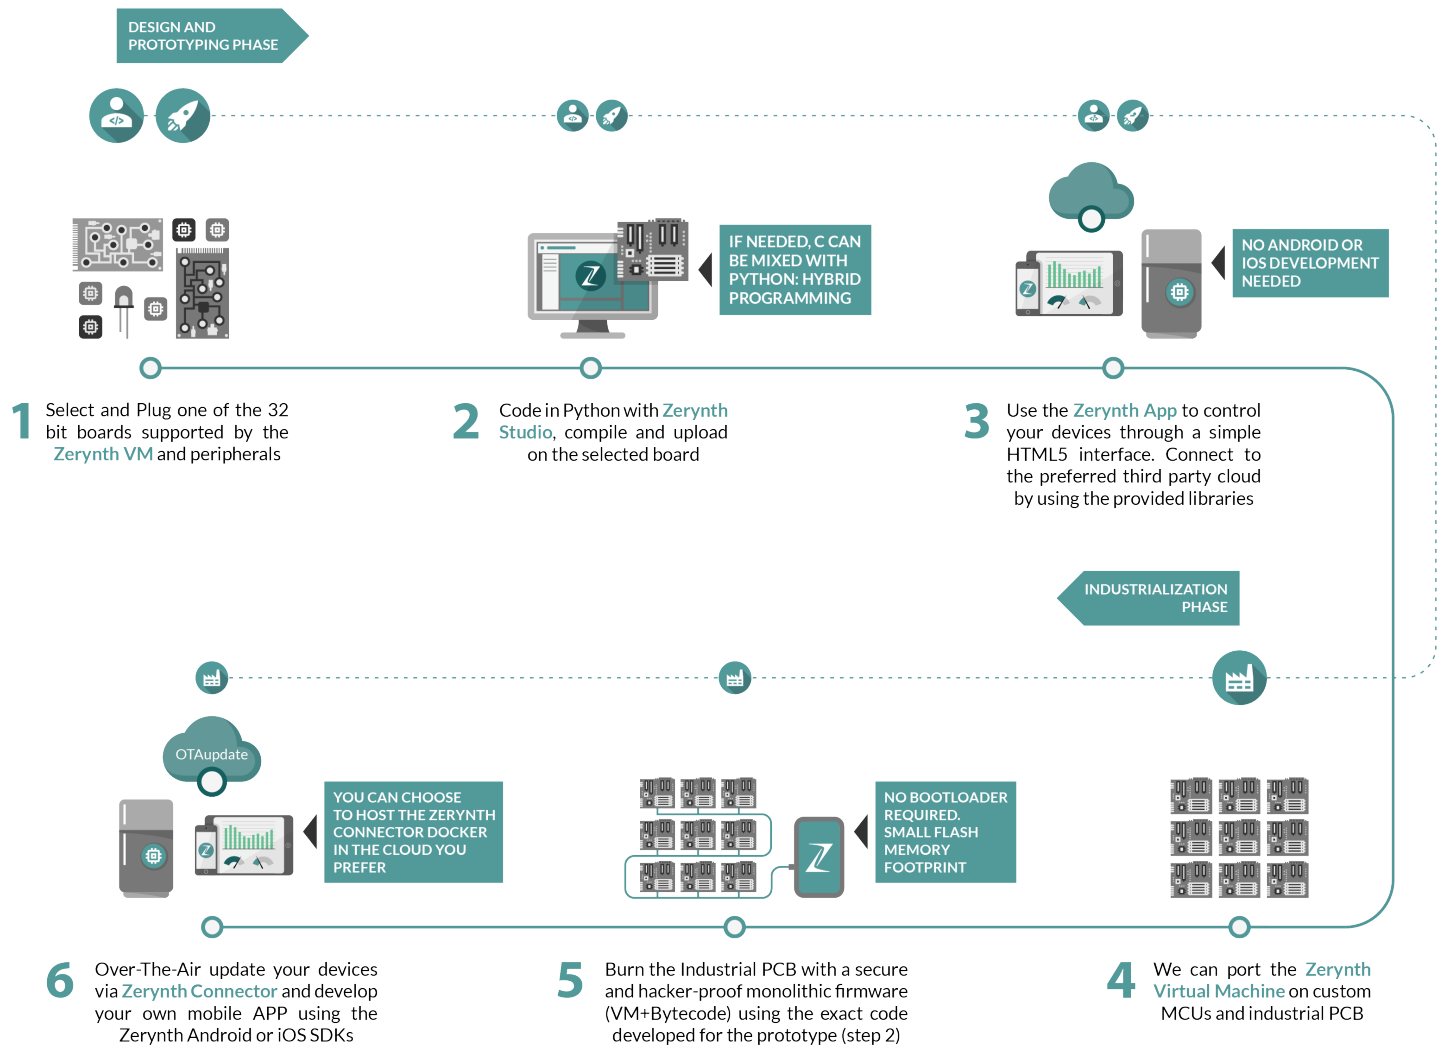 DESIGN AND
PROTOTYPING PHASE
IF NEEDED, C CAN
BE MIXED WITH
PYTHON: HYBRID
PROGRAMMING
NO ANDROID OR
IOS DEVELOPMENT
NEEDED
1
Select and Plug one of the 32
bit boards supported by the
Zerynth VM and peripherals
2
Code in Python with Zerynth
Studio, compile and upload
on the selected board
3
Use the Zerynth App to control
your devices through a simple
HTML5 interface. Connect to
the preferred third party cloud
by using the provided libraries
INDUSTRIALIZATION
PHASE
OTAupdate
YOU CAN CHOOSE
TO HOST THE ZERYNTH
CONNECTOR DOCKER
IN THE CLOUD YOU
PREFER
NO BOOTLOADER
REQUIRED.
SMALL FLASH
MEMORY
FOOTPRINT
6
Over-The-Air update your devices
via Zerynth Connector and develop
your own mobile APP using the
Zerynth Android or iOS SDKs
5
Burn the Industrial PCB with a secure
and hacker-proof monolithic firmware
(VM+Bytecode) using the exact code
developed for the prototype (step 2)
4
We can port the Zerynth
Virtual Machine on custom
MCUs and industrial PCB